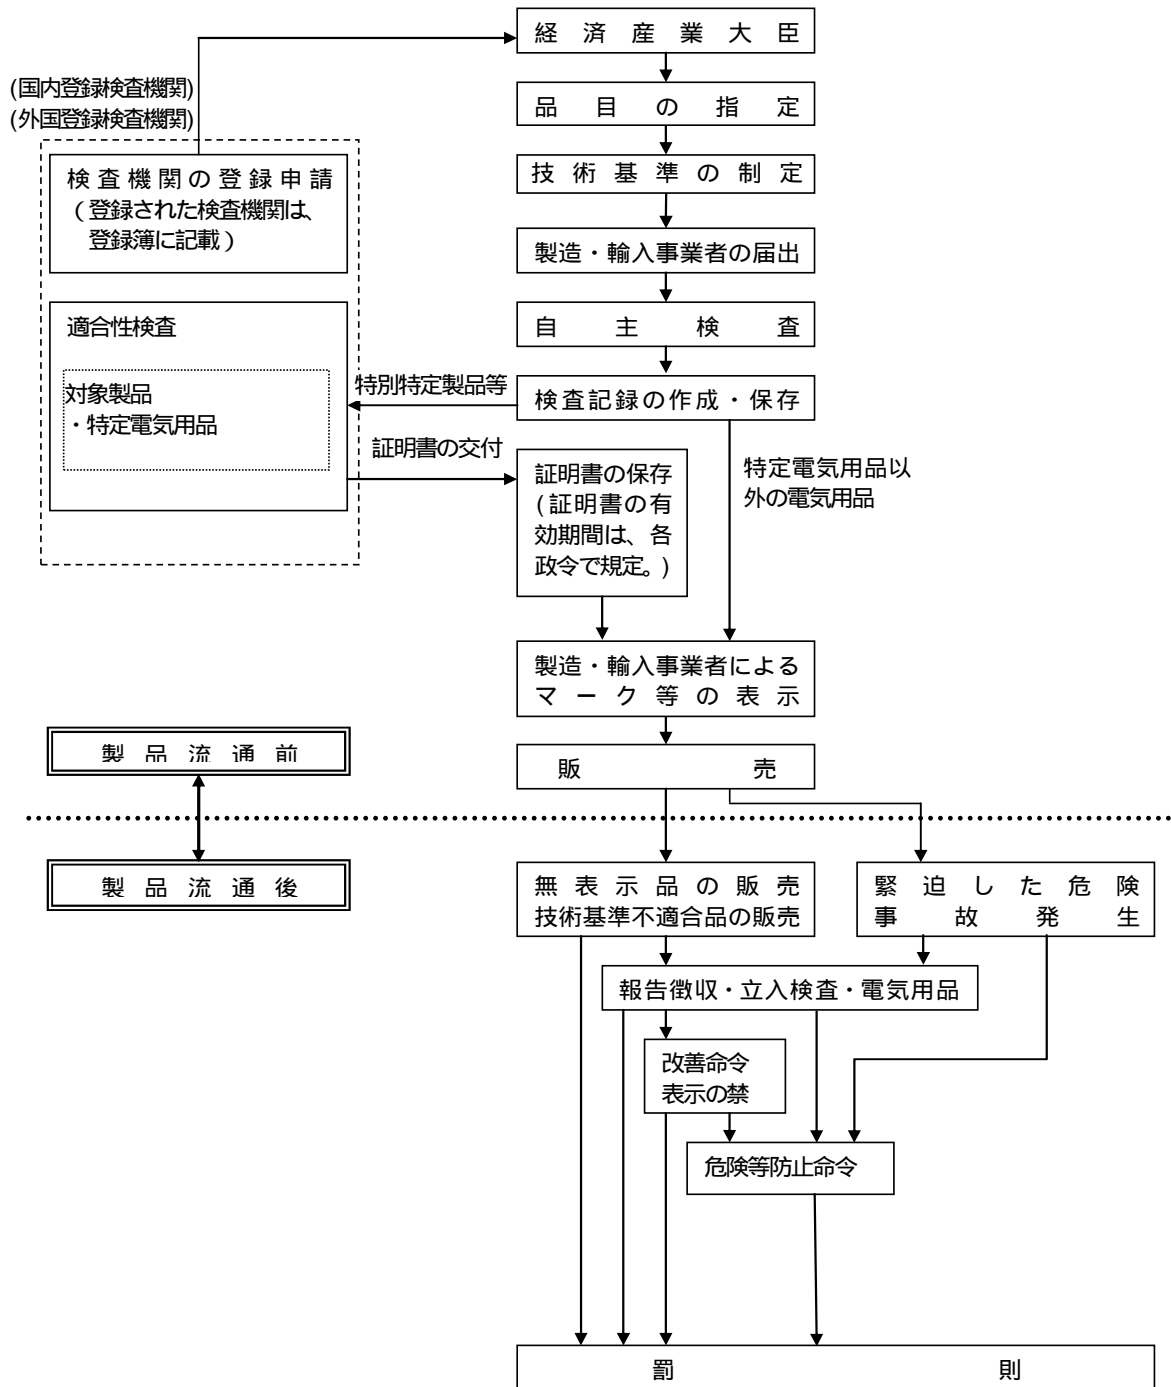 経済産業大臣
(国内登録検査機関)
(外国登録検査機関)
品目の指定
検査機関の登録申請
（登録された検査機関は、
登録簿に記載）
技術基準の制定
製造・輸入事業者の届出
適合性検査
自主検査
対象製品
・特定電気用品
特別特定製品等
検査記録の作成・保存
証明書の交付
証明書の保存
(証明書の有
効期間は、各
政令で規定。)
特定電気用品以
外の電気用品
製造・輸入事業者による
マーク等の表示
製品流通前
販売
製品流通後
無表示品の販売
技術基準不適合品の販売
緊迫した危険
事故発生
報告徴収・立入検査・電気用品
改善命令
表示の禁
危険等防止命令
罰則